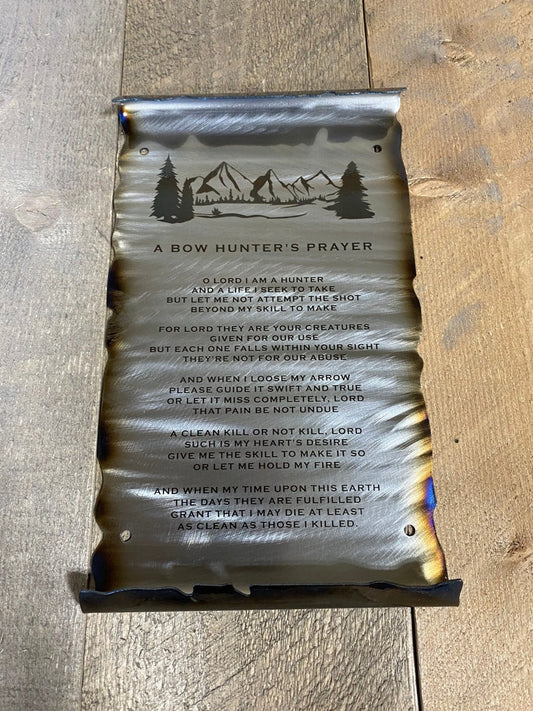 A BOW HUNTER'S PRAYER
O LORD I AM A HUNTER
AND A LIFE I SEEK TO TAKE
BUT LET ME NOT ATTEMPT THE SHOT
BEYOND MY SKILL TO MAKE
FOR LORD THEY ARE YOUR CREATURES
GIVEN FOR OUR USE
BUT EACH ONE FALLS WITHIN YOUR SIGHT
THEY'RE NOT FOR OUR ABUSE
AND WHEN I LOOSE MY ARROW
PLEASE GUIDE IT SWIFT AND TRUE
OR LET IT MISS COMPLETELY, LORD
THAT PAIN BE NOT UNDUE
A CLEAN KILL OR NOT KILL, LORD
SUCH IS MY HEART'S DESIRE
GIVE ME THE SKILL TO MAKE IT SO
OR LET ME HOLD MY FIRE
AND WHEN MY TIME UPON THIS EARTH
THE DAYS THEY ARE FULFILLED
GRANT THAT I MAY DIE AT LEAST
AS CLEAN AS THOSE I KILLED.